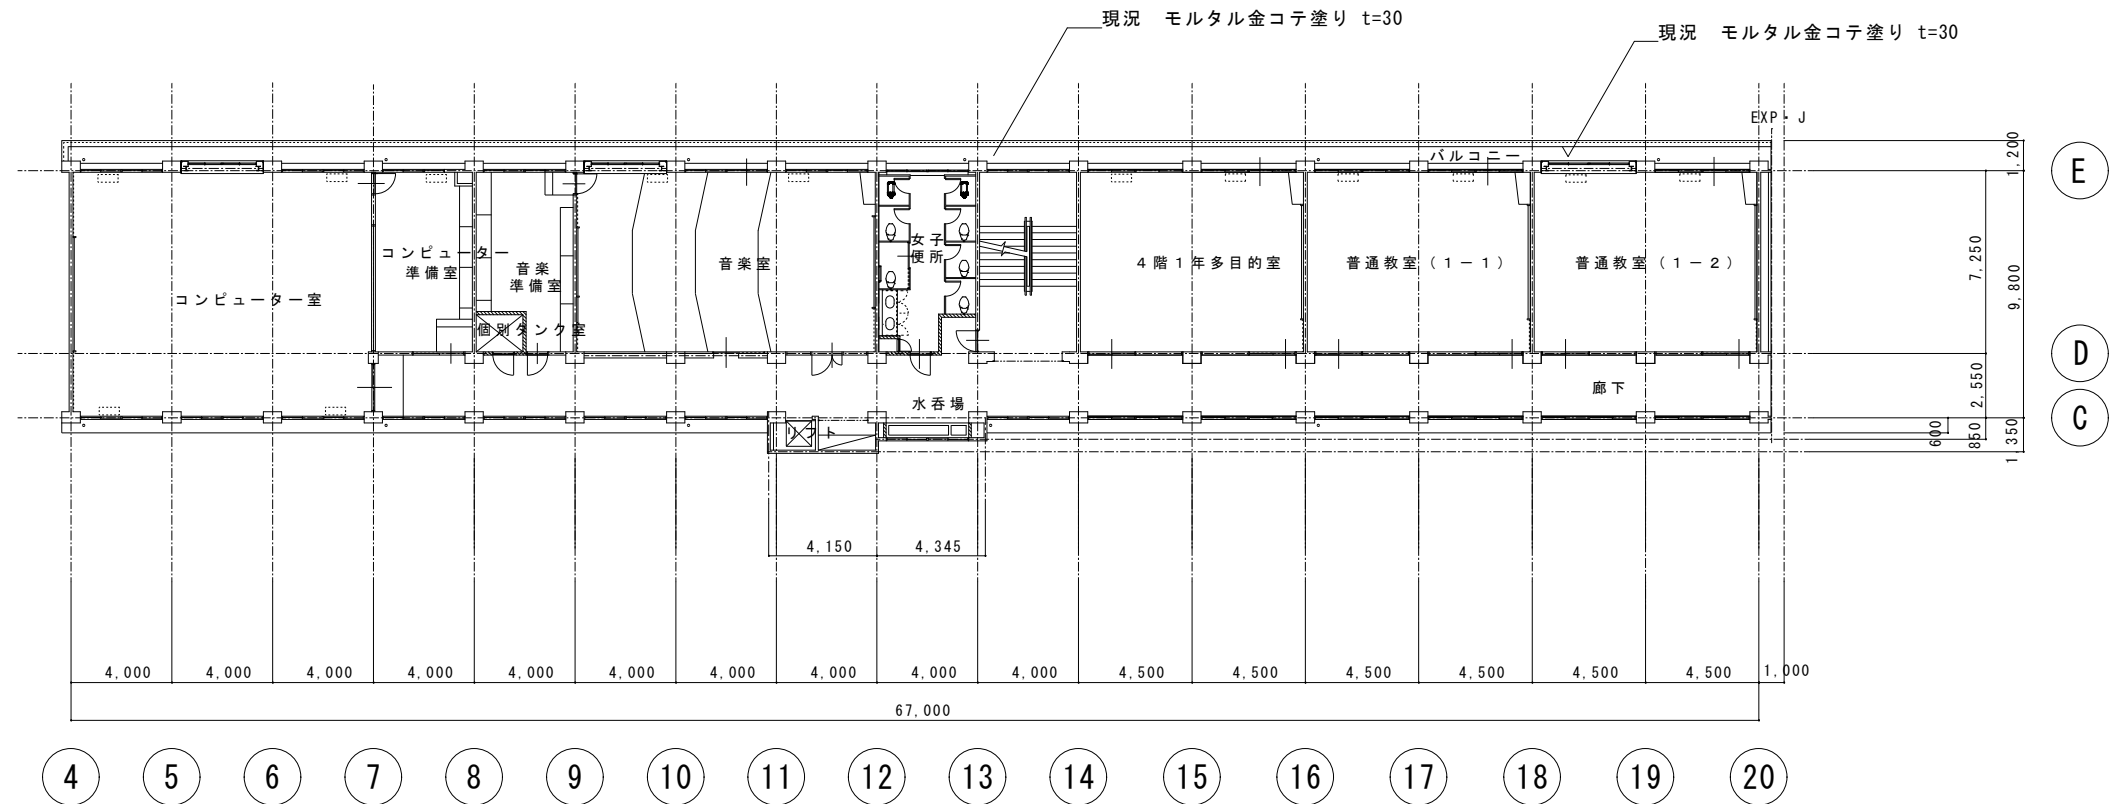 現況 モルタル金コテ塗り t=30
現況 モルタル金コテ塗り t=30
EXP・J
バルコニー
1,200
E
コンピューター室
コンピューター
準備室
音楽
準備室
個別タンク室
音楽室
女子
便所
4階1年多目的室
普通教室(1-1)
普通教室(1-2)
7,250
9,800
D
廊下
2,550
水呑場
リフト
C
600
850
1,350
4,150
4,345
4,000
4,000
4,000
4,000
4,000
4,000
4,000
4,000
4,000
4,000
4,500
4,500
4,500
4,500
4,500
4,500
1,000
67,000
4
5
6
7
8
9
10
11
12
13
14
15
16
17
18
19
20